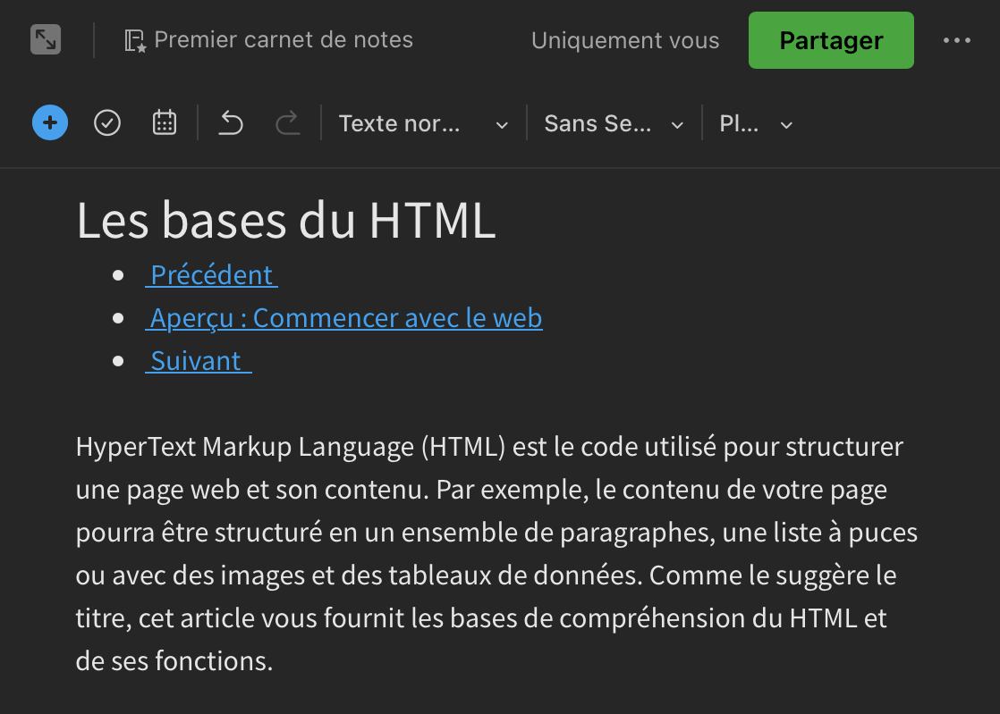 Premier carnet de notes Uniquement vous Partager
Texte nor... Sans Se... Pl...
Les bases du HTML
Précédent
Aperçu : Commencer avec le web
Suivant
HyperText Markup Language (HTML) est le code utilisé pour structurer
une page web et son contenu. Par exemple, le contenu de votre page
pourra être structuré en un ensemble de paragraphes, une liste à puces
ou avec des images et des tableaux de données. Comme le suggère le
titre, cet article vous fournit les bases de compréhension du HTML et
de ses fonctions.